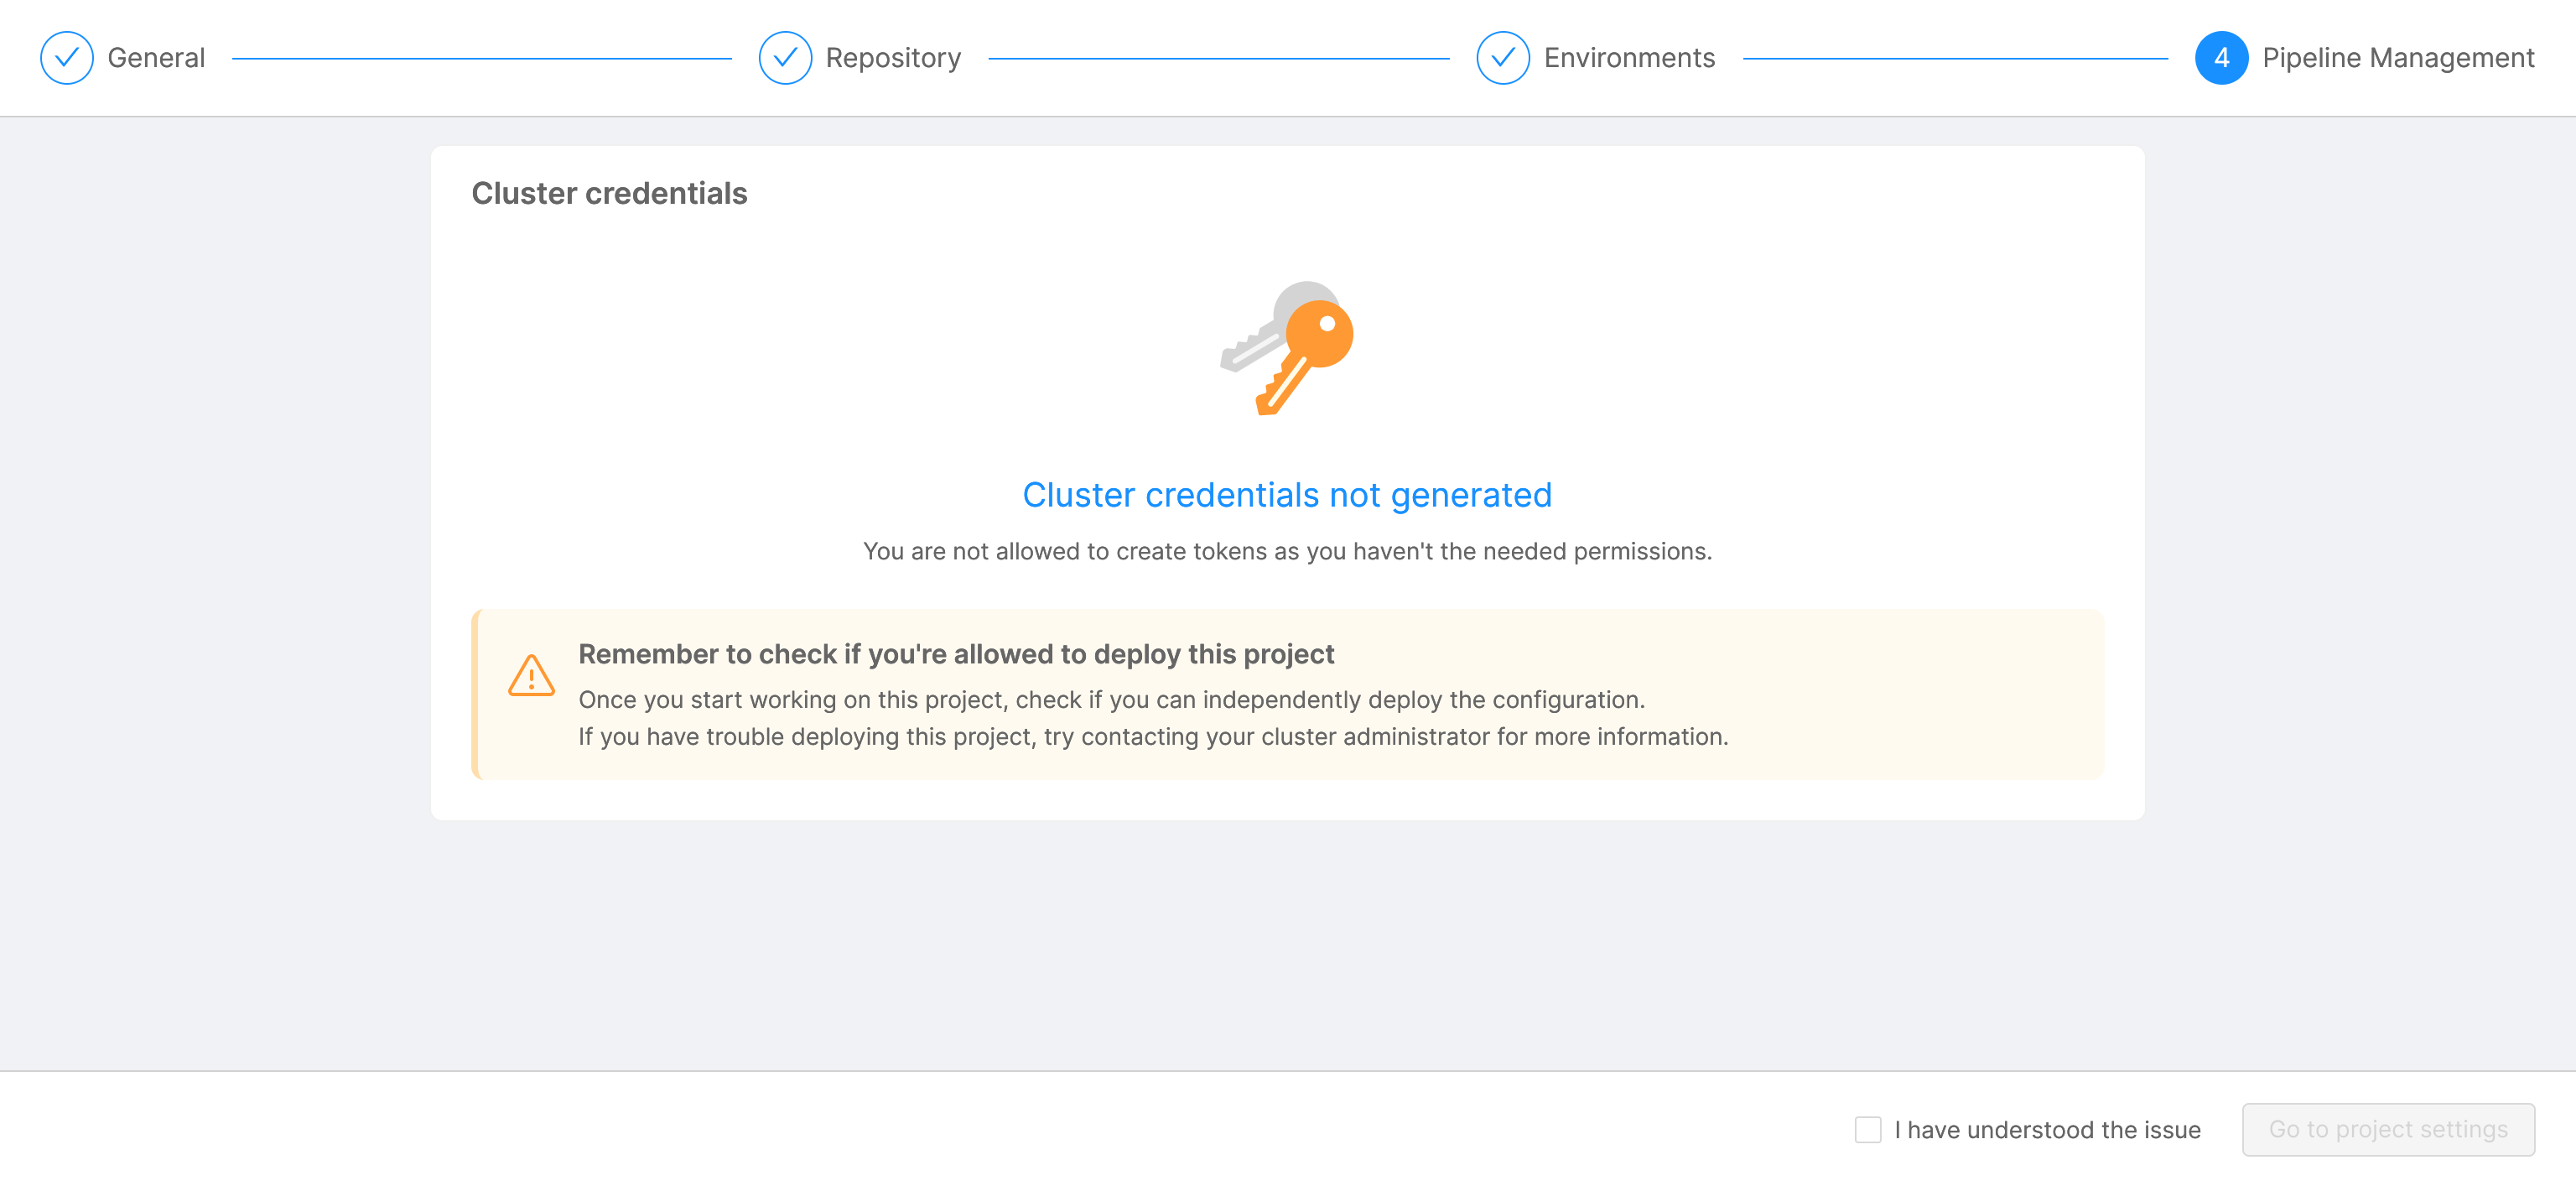 General
Repository
Environments
4 Pipeline Management
Cluster credentials
Cluster credentials not generated
You are not allowed to create tokens as you haven't the needed permissions.
Remember to check if you're allowed to deploy this project
Once you start working on this project, check if you can independently deploy the configuration.
If you have trouble deploying this project, try contacting your cluster administrator for more information.
I have understood the issue
Go to project settings